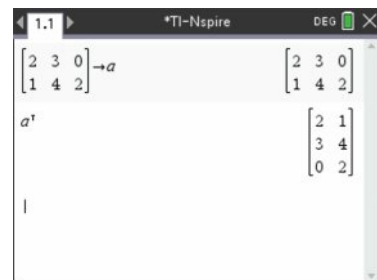 1.1 *TI-Nspire DEG
[2 3 0
1 4 2]→a [2 3 0
1 4 2]
aᵀ [2 1
3 4
0 2]